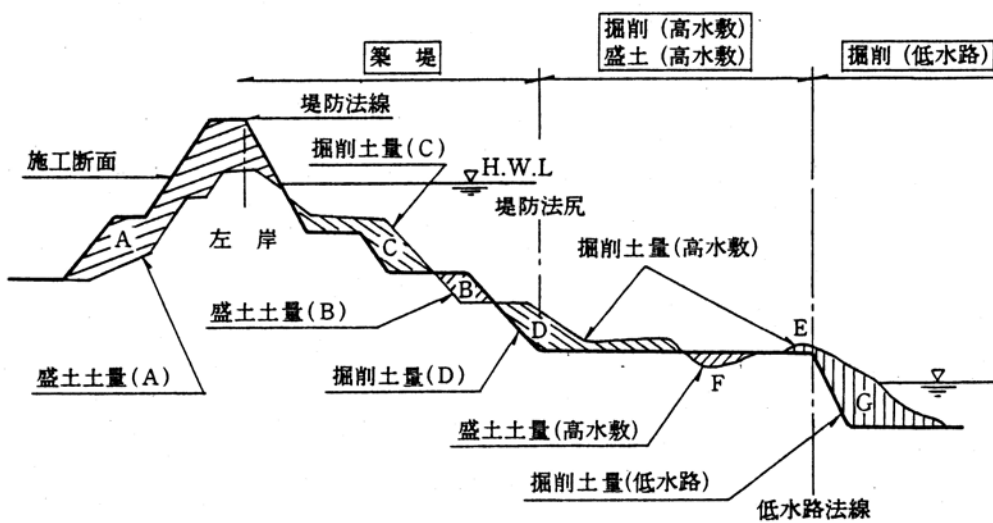 掘削 (高水敷)
盛土 (高水敷)
築 堤
掘削 (低水路)
堤防法線
掘削土量(C)
施工断面
H.W.L
堤防法尻
A
左 岸
C
掘削土量(高水敷)
B
盛土土量(B)
D
E
盛土土量(A)
掘削土量(D)
F
G
盛土土量(高水敷)
掘削土量(低水路)
低水路法線